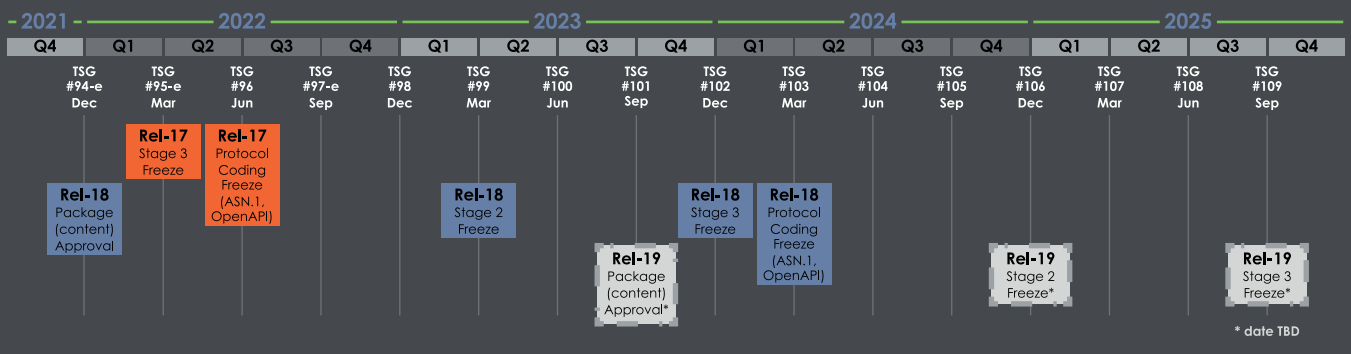 2021 2022 2023 2024 2025
Q4 Q1 Q2 Q3 Q4 Q1 Q2 Q3 Q4 Q1 Q2 Q3 Q4 Q1 Q2 Q3 Q4
TSG TSG TSG TSG TSG TSG TSG TSG TSG TSG TSG TSG TSG TSG TSG TSG
#94-e #95-e #96 #97-e #98 #99 #100 #101 #102 #103 #104 #105 #106 #107 #108 #109
Dec Mar Jun Sep Dec Mar Jun Sep Dec Mar Jun Sep Dec Mar Jun Sep
Rel-17
Stage 3
Freeze
Rel-17
Protocol
Coding
Freeze
(ASN.1,
OpenAPI)
Rel-18
Package
(content)
Approval
Rel-18
Stage 2
Freeze
Rel-18
Stage 3
Freeze
Rel-18
Protocol
Coding
Freeze
(ASN.1,
OpenAPI)
Rel-19
Package
(content)
Approval*
Rel-19
Stage 2
Freeze*
Rel-19
Stage 3
Freeze*
* date TBD